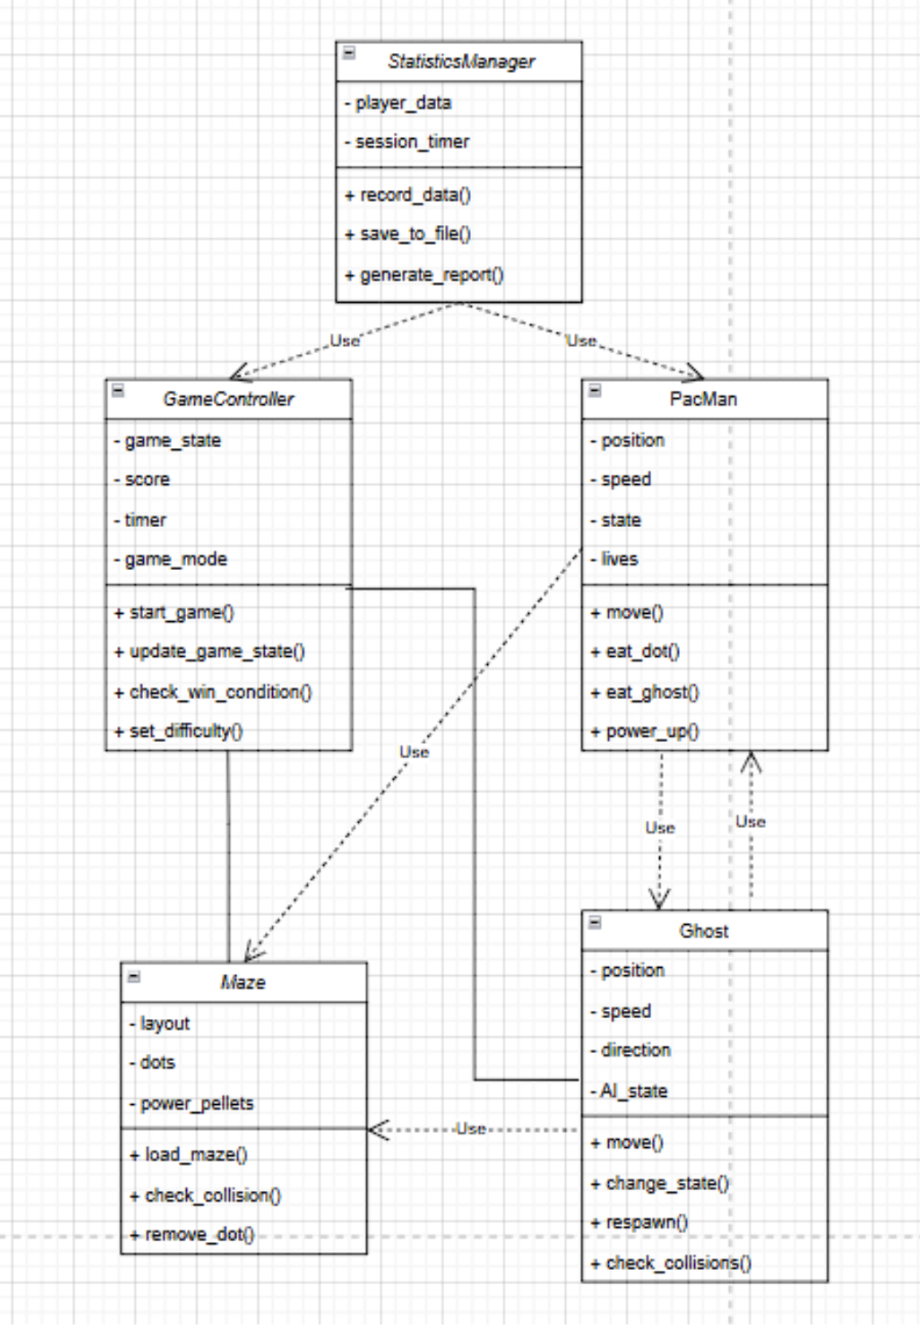 StatisticsManager
- player_data
- session_timer
+ record_data()
+ save_to_file()
+ generate_report()
Use
Use
GameController
- game_state
- score
- timer
- game_mode
+ start_game()
+ update_game_state()
+ check_win_condition()
+ set_difficulty()
PacMan
- position
- speed
- state
- lives
+ move()
+ eat_dot()
+ eat_ghost()
+ power_up()
Use
Use
Use
Maze
- layout
- dots
- power_pellets
+ load_maze()
+ check_collision()
+ remove_dot()
Use
Ghost
- position
- speed
- direction
- AI_state
+ move()
+ change_state()
+ respawn()
+ check_collisions()